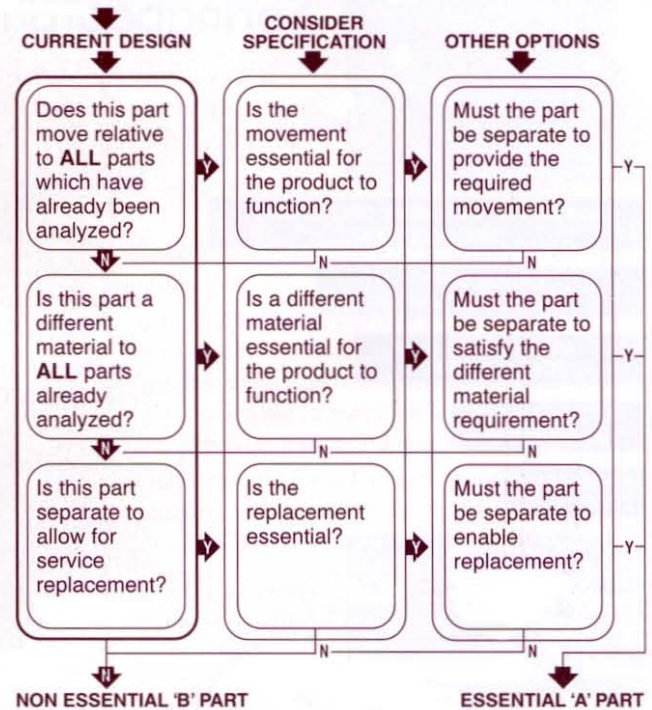 CURRENT DESIGN
CONSIDER
SPECIFICATION
OTHER OPTIONS
Does this part
move relative
to ALL parts
which have
already been
analyzed?
Y
Is the
movement
essential for
the product to
function?
Y
Must the part
be separate to
provide the
required
movement?
Y
N
N
N
Is this part a
different
material to
ALL parts
already
analyzed?
Y
Is a different
material
essential for
the product to
function?
Y
Must the part
be separate to
satisfy the
different
material
requirement?
Y
N
N
N
Is this part
separate to
allow for
service
replacement?
Y
Is the
replacement
essential?
Y
Must the part
be separate to
enable
replacement?
Y
N
N
N
NON ESSENTIAL 'B' PART
ESSENTIAL 'A' PART